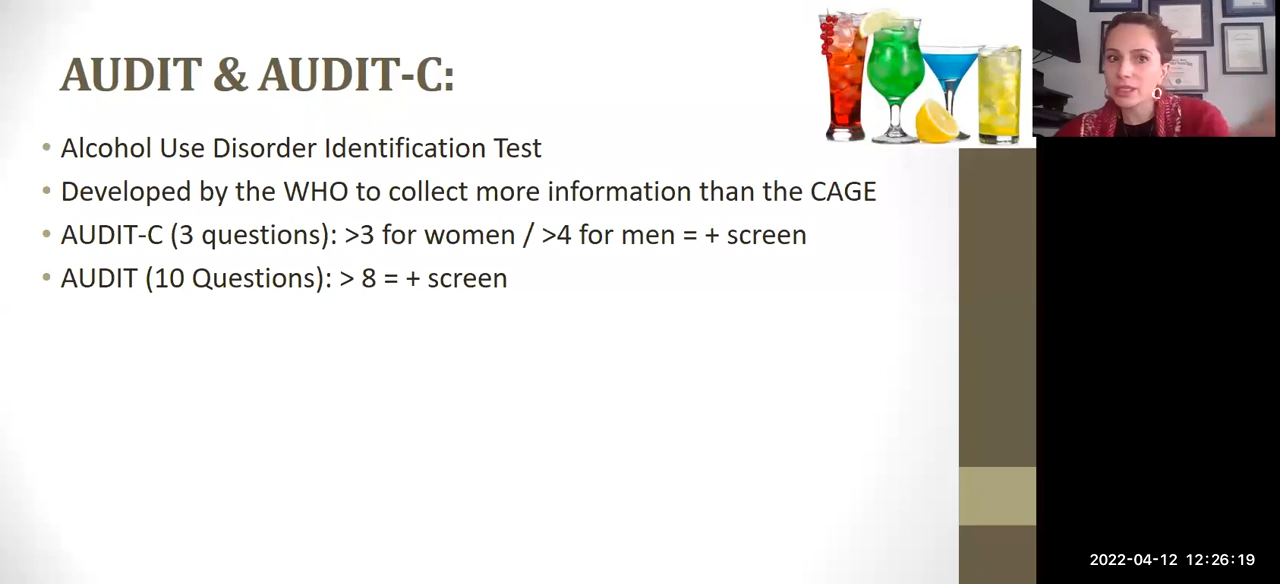 AUDIT & AUDIT-C:
• Alcohol Use Disorder Identification Test
• Developed by the WHO to collect more information than the CAGE
• AUDIT-C (3 questions): >3 for women / >4 for men = + screen
• AUDIT (10 Questions): > 8 = + screen
2022-04-12 12:26:19